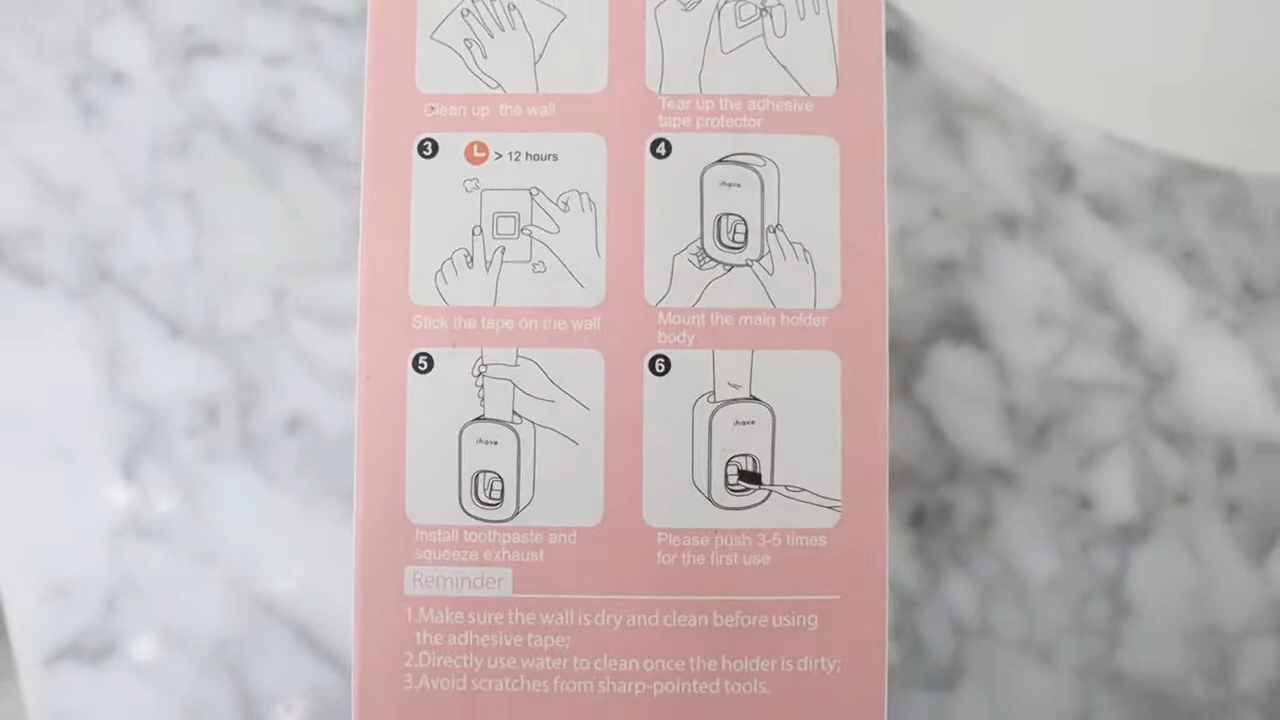 Clean up the wall
Tear up the adhesive
tape protector
3
> 12 hours
Stick the tape on the wall
4
ihave
Mount the main holder
body
5
ihave
Install toothpaste and
squeeze exhaust
6
ihave
Please push 3-5 times
for the first use
Reminder
1.Make sure the wall is dry and clean before using
the adhesive tape;
2.Directly use water to clean once the holder is dirty;
3.Avoid scratches from sharp-pointed tools.